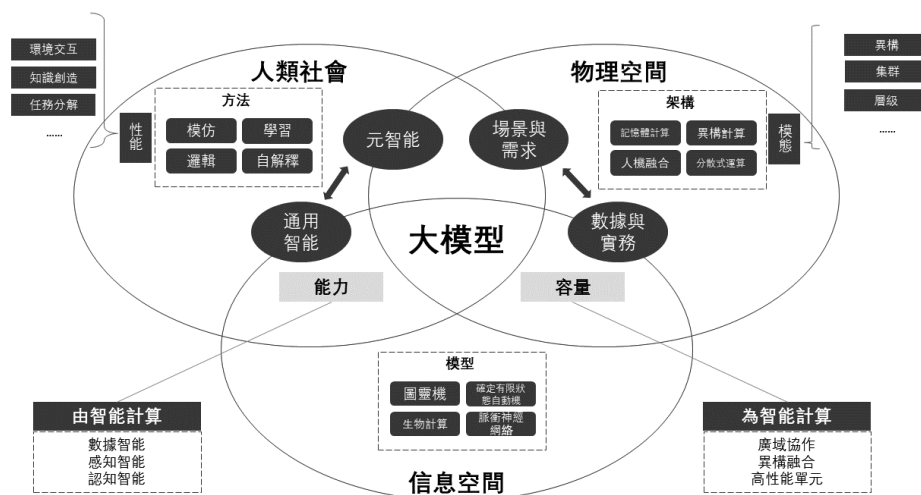 環境交互
知識創造
任務分解
......
性能
人類社會
方法
模仿
學習
邏輯
自解釋
元智能
通用
智能
物理空間
場景與
需求
架構
記憶體計算
異構計算
人機融合
分散式運算
模態
異構
集群
層級
......
數據與
實務
大模型
能力
容量
模型
圖靈機
確定有限狀
態自動機
生物計算
脈衝神經
網絡
信息空間
由智能計算
數據智能
感知智能
認知智能
為智能計算
廣域協作
異構融合
高性能單元